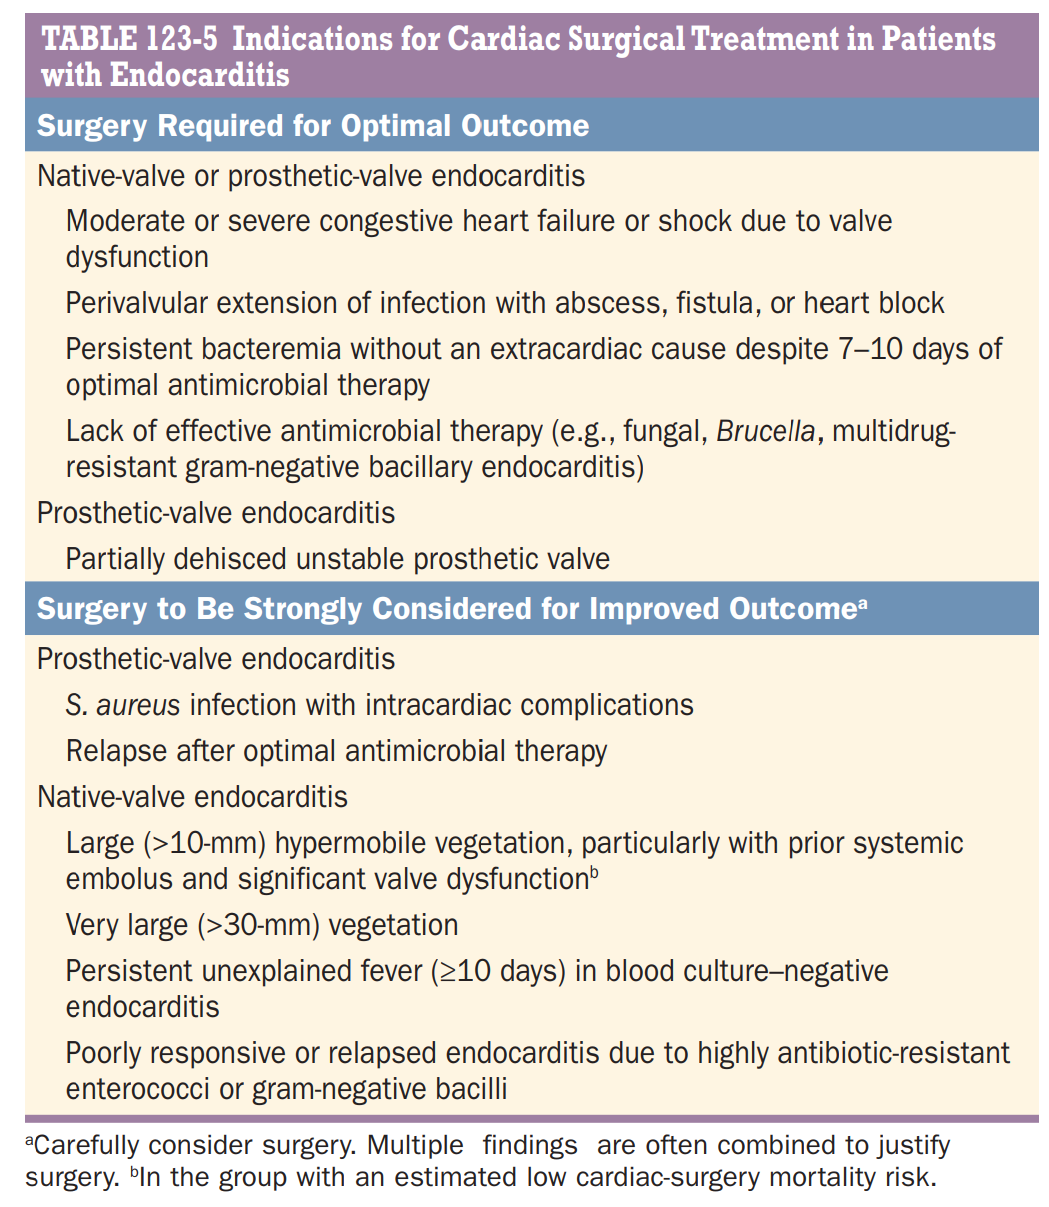 TABLE 123-5 Indications for Cardiac Surgical Treatment in Patients
with Endocarditis
Surgery Required for Optimal Outcome
Native-valve or prosthetic-valve endocarditis
Moderate or severe congestive heart failure or shock due to valve
dysfunction
Perivalvular extension of infection with abscess, fistula, or heart block
Persistent bacteremia without an extracardiac cause despite 7–10 days of
optimal antimicrobial therapy
Lack of effective antimicrobial therapy (e.g., fungal, Brucella, multidrug-
resistant gram-negative bacillary endocarditis)
Prosthetic-valve endocarditis
Partially dehisced unstable prosthetic valve
Surgery to Be Strongly Considered for Improved Outcomeᵃ
Prosthetic-valve endocarditis
S. aureus infection with intracardiac complications
Relapse after optimal antimicrobial therapy
Native-valve endocarditis
Large (>10-mm) hypermobile vegetation, particularly with prior systemic
embolus and significant valve dysfunctionᵇ
Very large (>30-mm) vegetation
Persistent unexplained fever (≥10 days) in blood culture–negative
endocarditis
Poorly responsive or relapsed endocarditis due to highly antibiotic-resistant
enterococci or gram-negative bacilli
ᵃCarefully consider surgery. Multiple findings are often combined to justify
surgery. ᵇIn the group with an estimated low cardiac-surgery mortality risk.